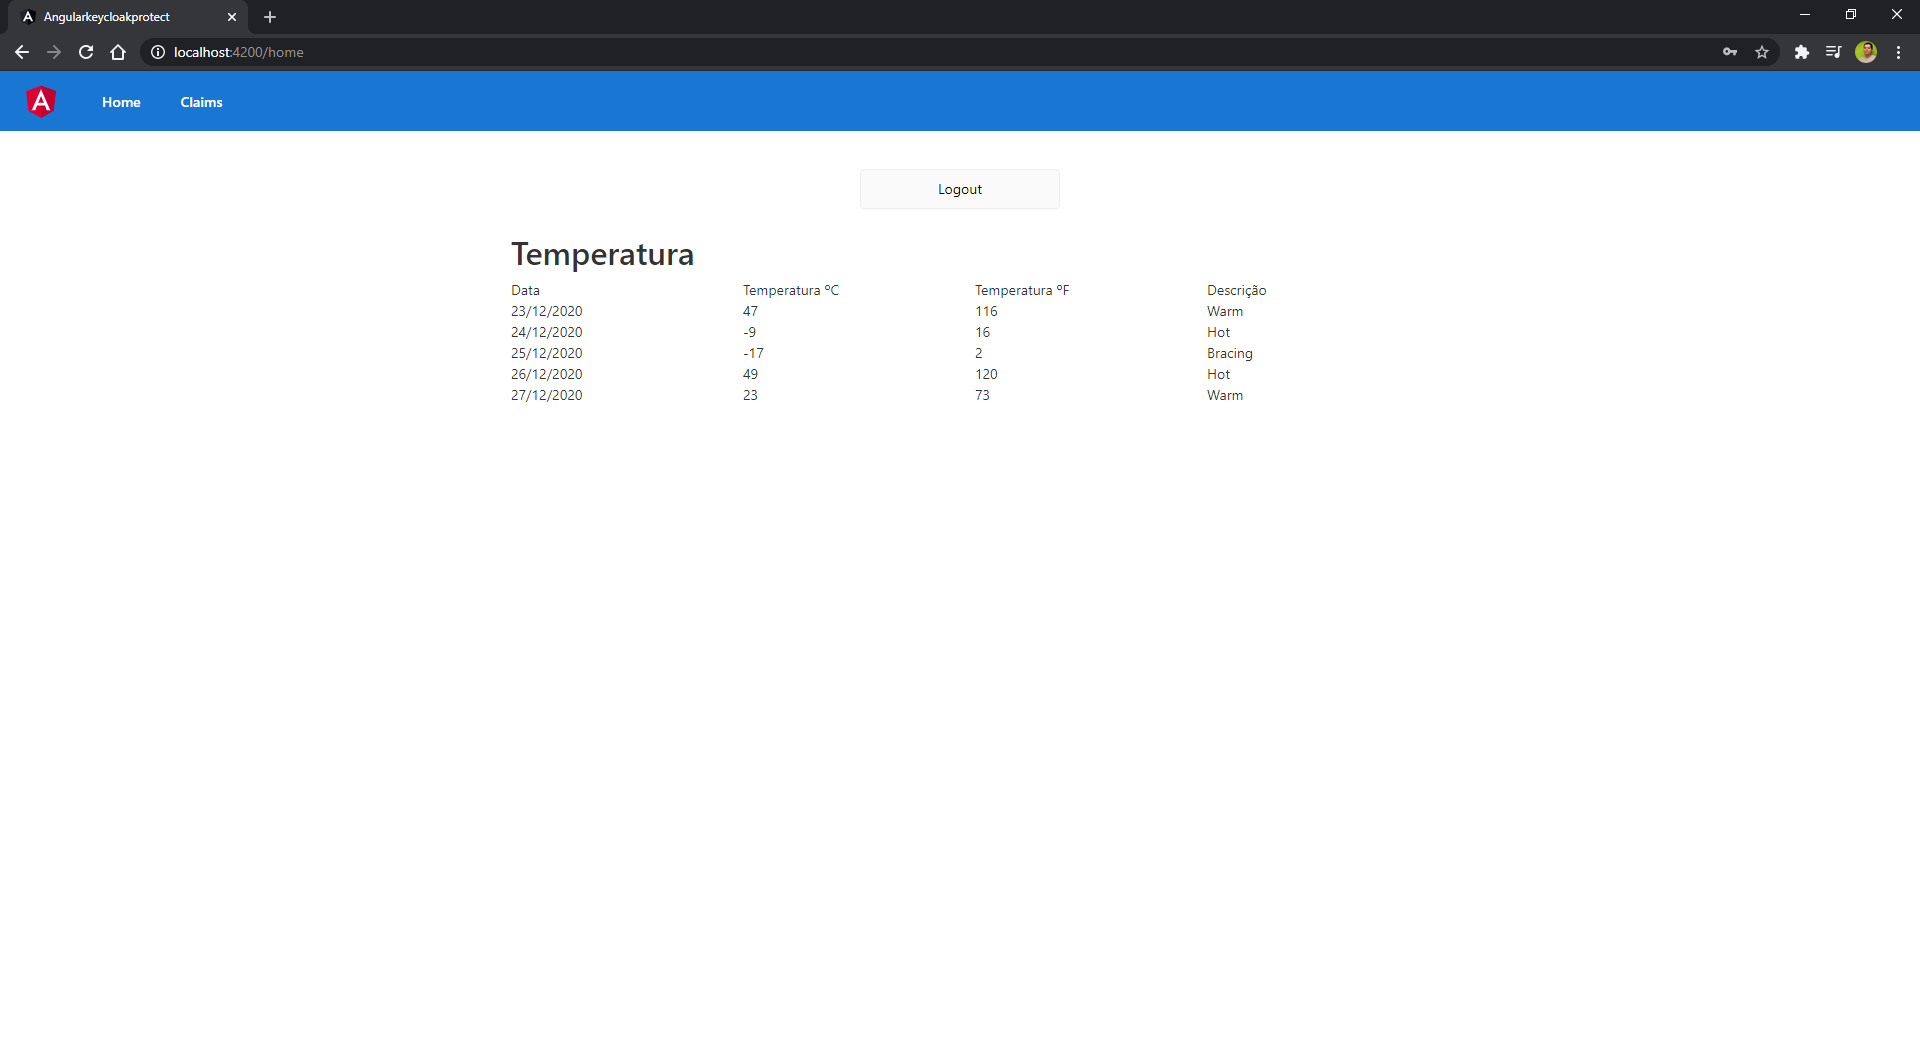 Angularkeycloakprotect
localhost:4200/home
Home Claims
Logout
Temperatura
Data Temperatura ºC Temperatura ºF Descrição
23/12/2020 47 116 Warm
24/12/2020 -9 16 Hot
25/12/2020 -17 2 Bracing
26/12/2020 49 120 Hot
27/12/2020 23 73 Warm